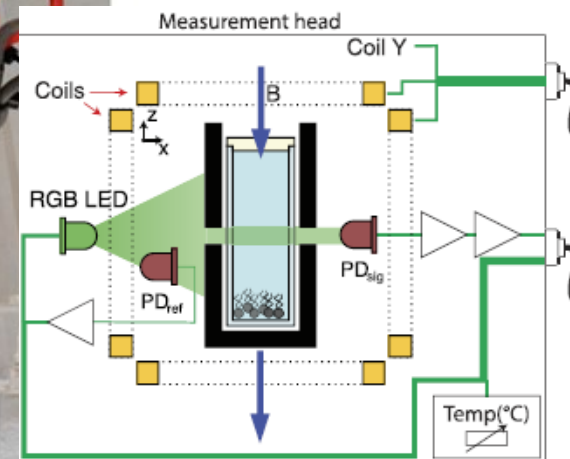 Measurement head
Coil Y
Coils
B
z
x
RGB LED
PDref
PDsig
Temp(°C)